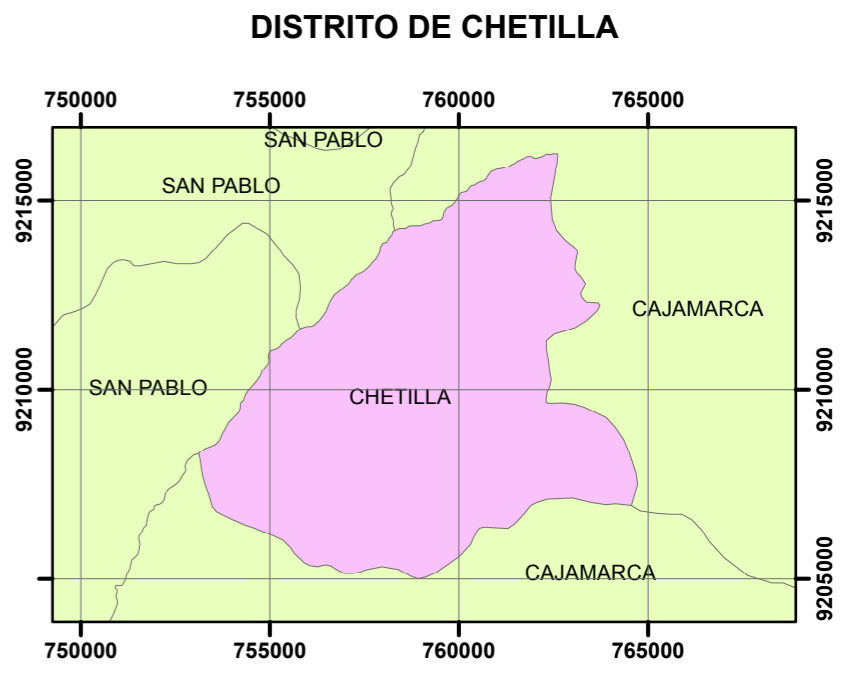 DISTRITO DE CHETILLA
750000 755000 760000 765000
SAN PABLO
SAN PABLO
9215000 9215000
CAJAMARCA
SAN PABLO
CHETILLA
9210000 9210000
CAJAMARCA
9205000
750000 755000 760000 765000